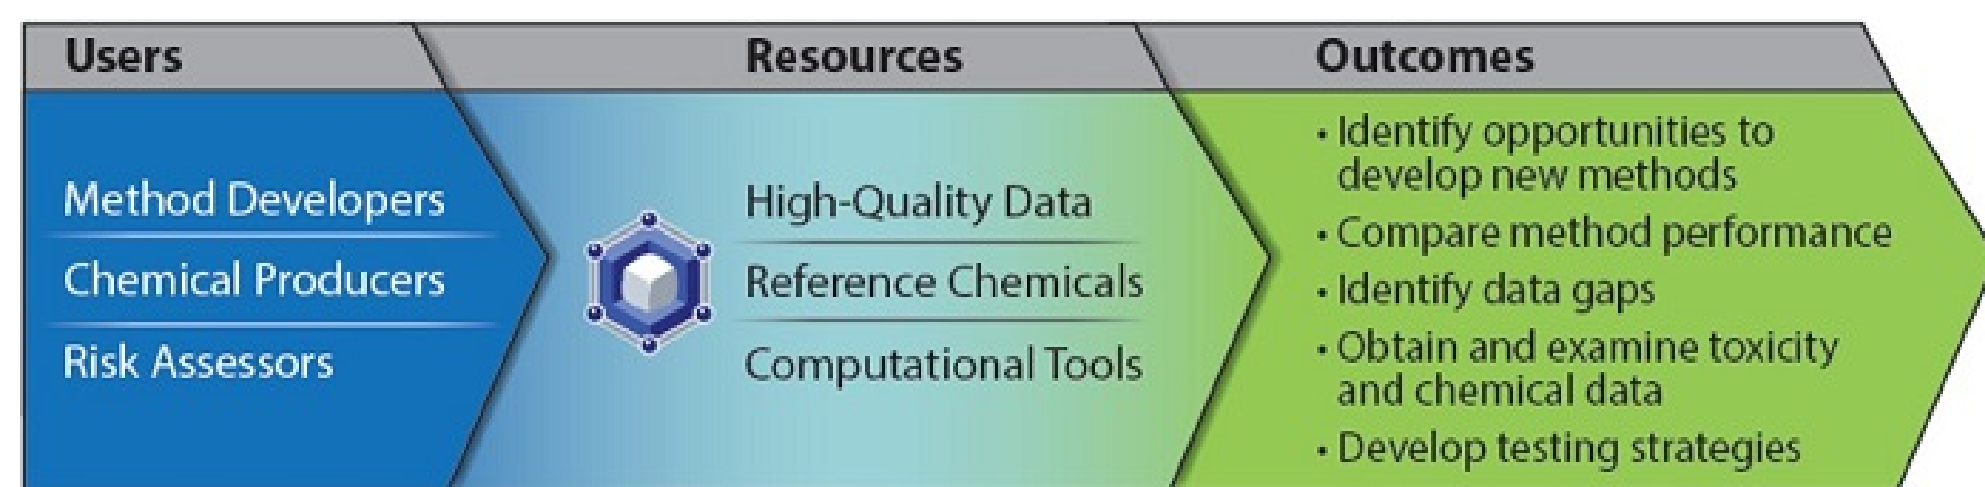 Users
Method Developers
Chemical Producers
Risk Assessors
Resources
High-Quality Data
Reference Chemicals
Computational Tools
Outcomes
• Identify opportunities to
develop new methods
• Compare method performance
• Identify data gaps
• Obtain and examine toxicity
and chemical data
• Develop testing strategies